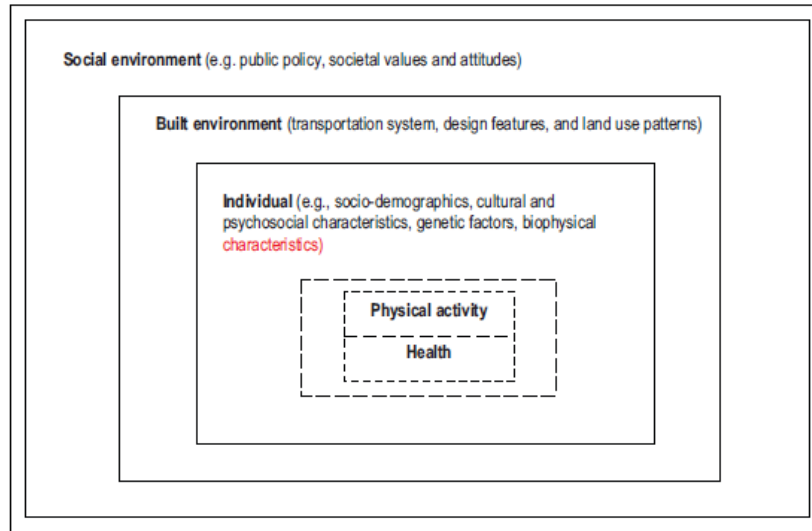 Social environment (e.g. public policy, societal values and attitudes)
Built environment (transportation system, design features, and land use patterns)
Individual (e.g., socio-demographics, cultural and
psychosocial characteristics, genetic factors, biophysical
characteristics)
Physical activity
Health